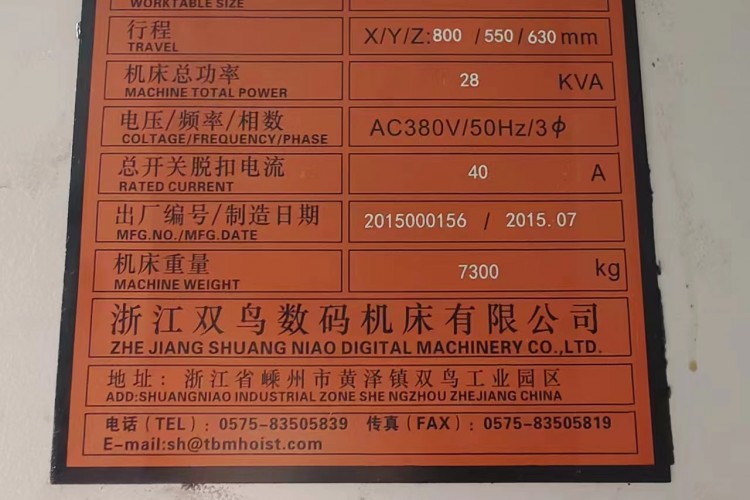 WORKTABLE SIZE
行程 X/Y/Z:800 /550/630 mm
TRAVEL
机床总功率 28 KVA
MACHINE TOTAL POWER
电压/频率/相数 AC380V/50Hz/3ϕ
COLTAGE/FREQUENCY/PHASE
总开关脱扣电流 40 A
RATED CURRENT
出厂编号/制造日期 2015000156 / 2015.07
MFG.NO./MFG.DATE
机床重量 7300 kg
MACHINE WEIGHT
浙江双鸟数码机床有限公司
ZHE JIANG SHUANG NIAO DIGITAL MACHINERY CO.,LTD.
地址：浙江省嵊州市黄泽镇双鸟工业园区
ADD:SHUANGNIAO INDUSTRIAL ZONE SHE NGZHOU ZHEJIANG CHINA
电话（TEL）: 0575-83505839 传真（FAX）: 0575-83505819
E-mail:sh@tbmhoist.com